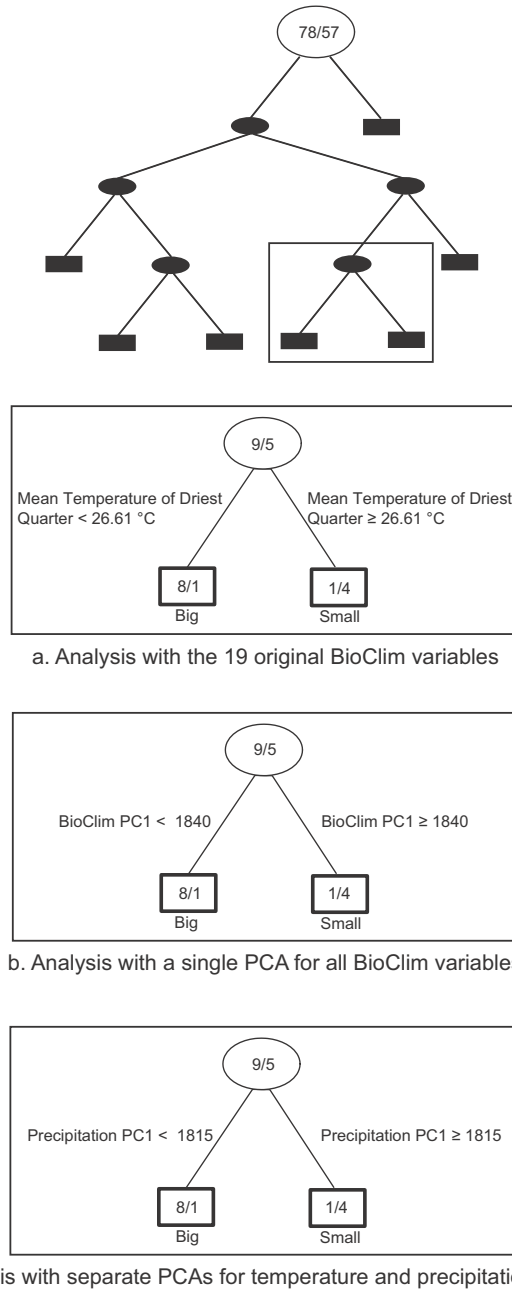 78/57
9/5
Mean Temperature of Driest
Quarter < 26.61 °C
Mean Temperature of Driest
Quarter ≥ 26.61 °C
8/1
1/4
Big
Small
a. Analysis with the 19 original BioClim variables
9/5
BioClim PC1 < 1840
BioClim PC1 ≥ 1840
8/1
1/4
Big
Small
b. Analysis with a single PCA for all BioClim variables
9/5
Precipitation PC1 < 1815
Precipitation PC1 ≥ 1815
8/1
1/4
Big
Small
is with separate PCAs for temperature and precipitati